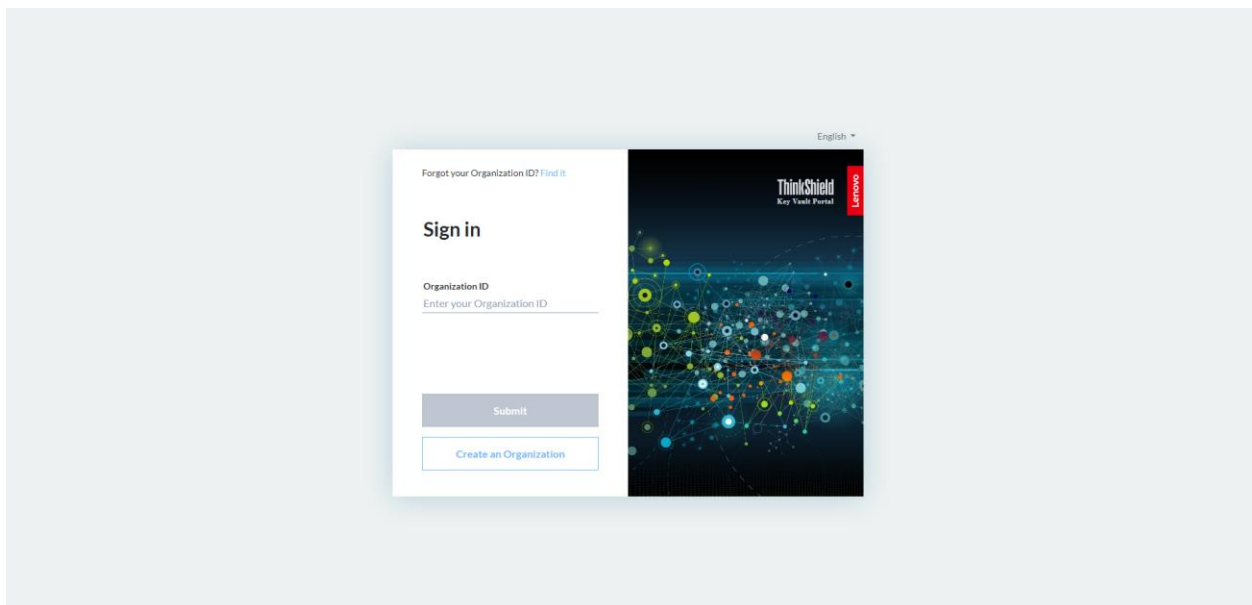 English
Forgot your Organization ID? Find it
ThinkShield
Key Vault Portal
Lenovo
Sign in
Organization ID
Enter your Organization ID
Submit
Create an Organization